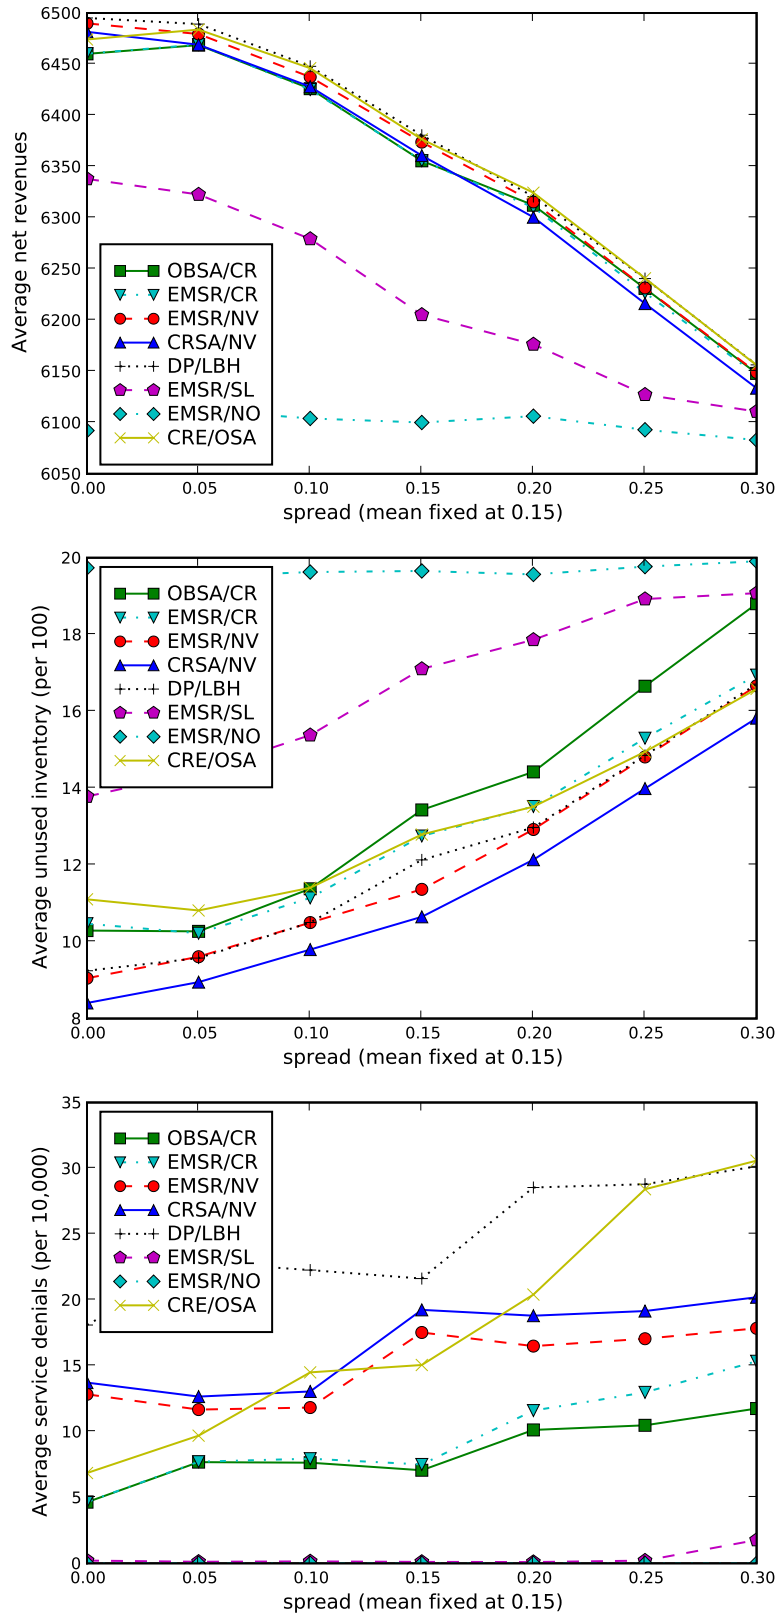 6500
6450
6400
6350
6300
6250
6200
6150
6100
6050
Average net revenues
OBSA/CR
EMSR/CR
EMSR/NV
CRSA/NV
DP/LBH
EMSR/SL
EMSR/NO
CRE/OSA
0.00 0.05 0.10 0.15 0.20 0.25 0.30
spread (mean fixed at 0.15)
20
18
16
14
12
10
8
Average unused inventory (per 100)
OBSA/CR
EMSR/CR
EMSR/NV
CRSA/NV
DP/LBH
EMSR/SL
EMSR/NO
CRE/OSA
0.00 0.05 0.10 0.15 0.20 0.25 0.30
spread (mean fixed at 0.15)
35
30
25
20
15
10
5
0
Average service denials (per 10,000)
OBSA/CR
EMSR/CR
EMSR/NV
CRSA/NV
DP/LBH
EMSR/SL
EMSR/NO
CRE/OSA
0.00 0.05 0.10 0.15 0.20 0.25 0.30
spread (mean fixed at 0.15)